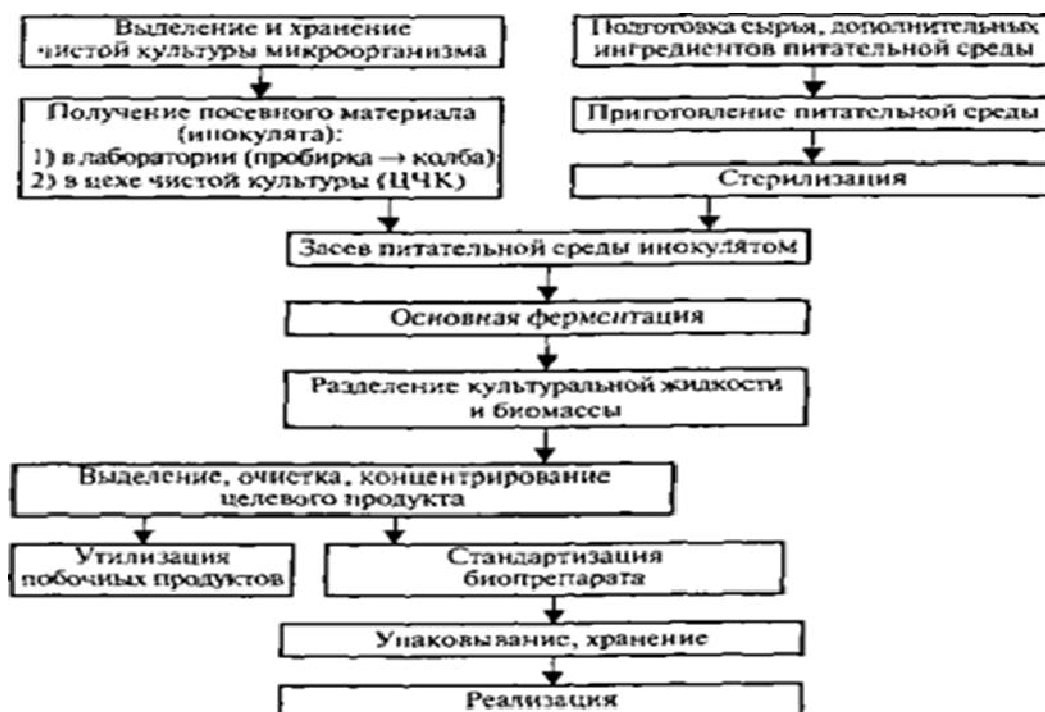 Выделение и хранение
чистой культуры микроорганизма
Получение посевного материала
(инокулята):
1) в лаборатории (пробирка → колба)
2) в цехе чистой культуры (ЦЧК)
Подготовка сырья, дополнительных
ингредиентов питательной среды
Приготовление питательной среды
Стерилизация
Засев питательной среды инокулятом
Основная ферментация
Разделение культуральной жидкости
и биомассы
Выделение, очистка, концентрирование
целевого продукта
Утилизация
побочных продуктов
Стандартизация
биопрепарата
Упаковывание, хранение
Реализация